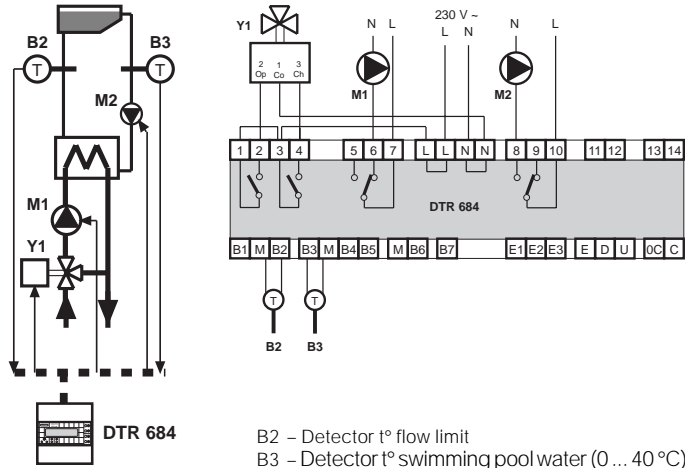 B2
B3
T
T
M2
M1
Y1
DTR 684
Y1
2 1 3
Op Co Ch
N L
M1
230 V ~
L N
N L
M2
1 2 3 4 5 6 7 L L N N 8 9 10 11 12 13 14
DTR 684
B1 M B2 B3 M B4 B5 M B6 B7 E1 E2 E3 E D U 0C C
T
T
B2
B3
B2 – Detector t° flow limit
B3 – Detector t° swimming pool water (0 ... 40 °C)